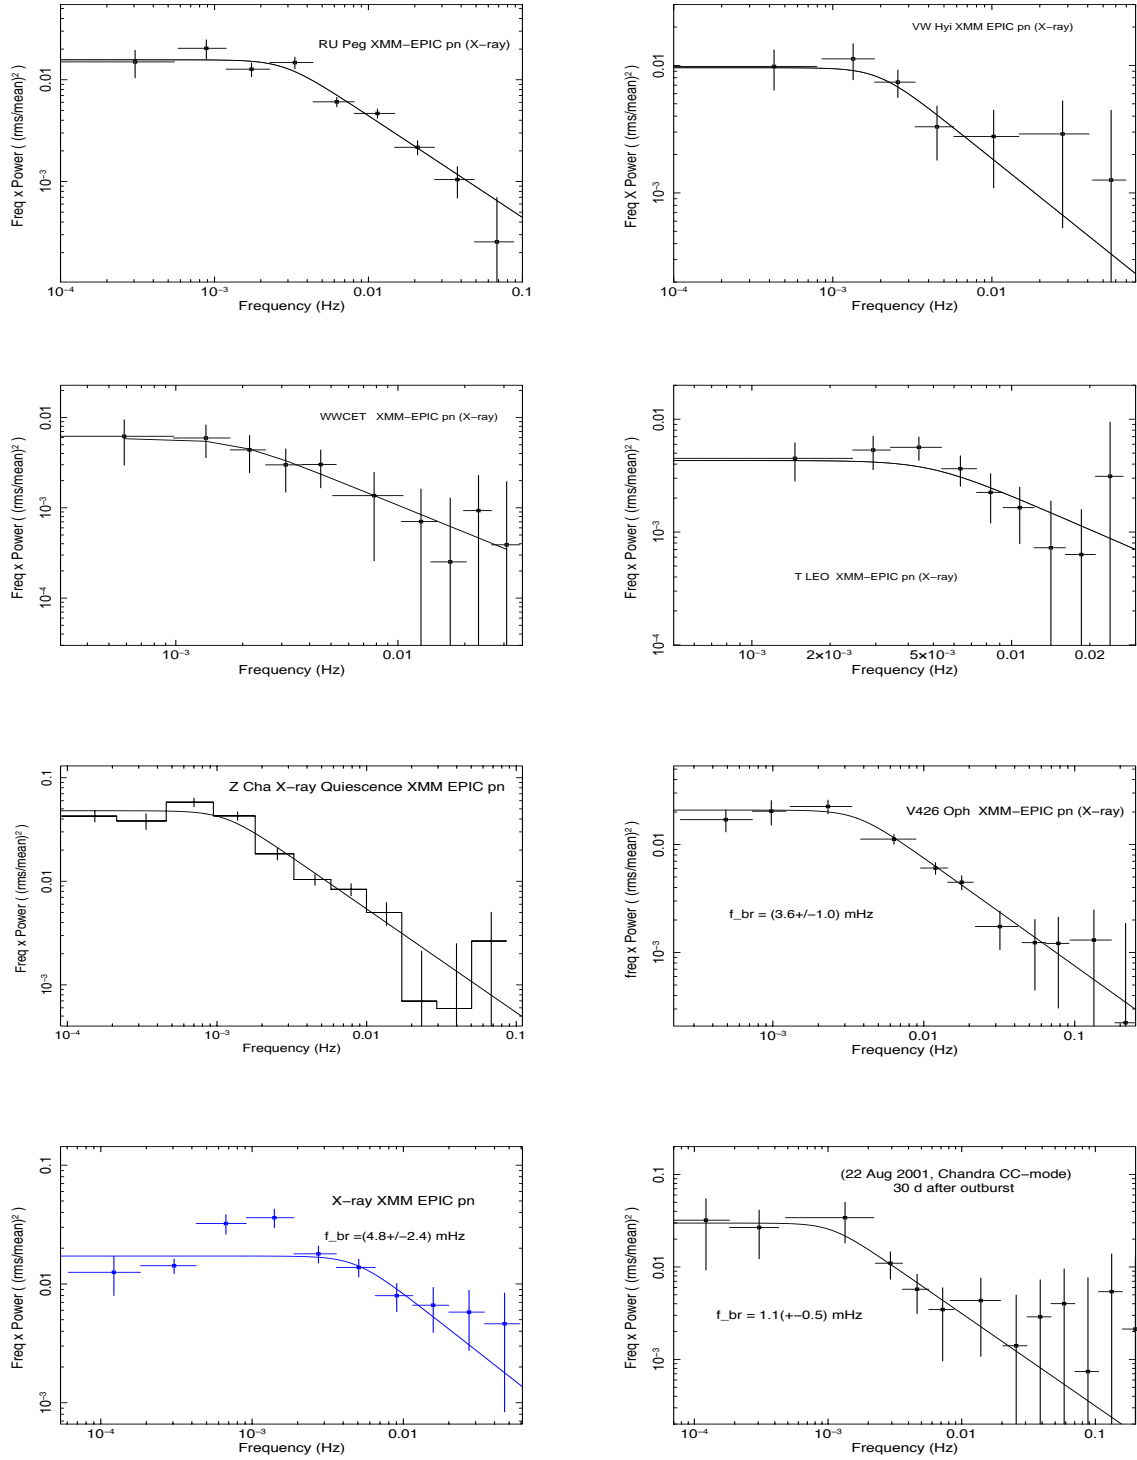 RU Peg XMM−EPIC pn (X−ray)
Freq x Power ( (rms/mean)² )
0.01
10⁻³
10⁻⁴ 10⁻³ 0.01 0.1
Frequency (Hz)
VW Hyi XMM EPIC pn (X−ray)
Freq X Power ( (rms/mean)² )
0.01
10⁻³
10⁻⁴ 10⁻³ 0.01
Frequency (Hz)
WWCET XMM−EPIC pn (X−ray)
Freq x Power ( (rms/mean)² )
0.01
10⁻³
10⁻⁴
10⁻³ 0.01
Frequency (Hz)
T LEO XMM−EPIC pn (X−ray)
Freq x Power ( (rms/mean)² )
0.01
10⁻³
10⁻⁴
10⁻³ 2×10⁻³ 5×10⁻³ 0.01 0.02
Frequency (Hz)
Z Cha X−ray Quiescence XMM EPIC pn
Freq x Power ( (rms/mean)² )
0.1
0.01
10⁻³
10⁻⁴ 10⁻³ 0.01 0.1
Frequency (Hz)
V426 Oph XMM−EPIC pn (X−ray)
f_br = (3.6+/−1.0) mHz
freq x Power ( (rms/mean)² )
0.01
10⁻³
10⁻³ 0.01 0.1
Frequency (Hz)
X−ray XMM EPIC pn
f_br =(4.8+/−2.4) mHz
Freq x Power ( (rms/mean)² )
0.1
0.01
10⁻³
10⁻⁴ 10⁻³ 0.01
Frequency (Hz)
(22 Aug 2001, Chandra CC−mode)
30 d after outburst
f_br = 1.1(+−0.5) mHz
Freq x Power ( (rms/mean)² )
0.1
0.01
10⁻³
10⁻⁴ 10⁻³ 0.01 0.1
Frequency (Hz)